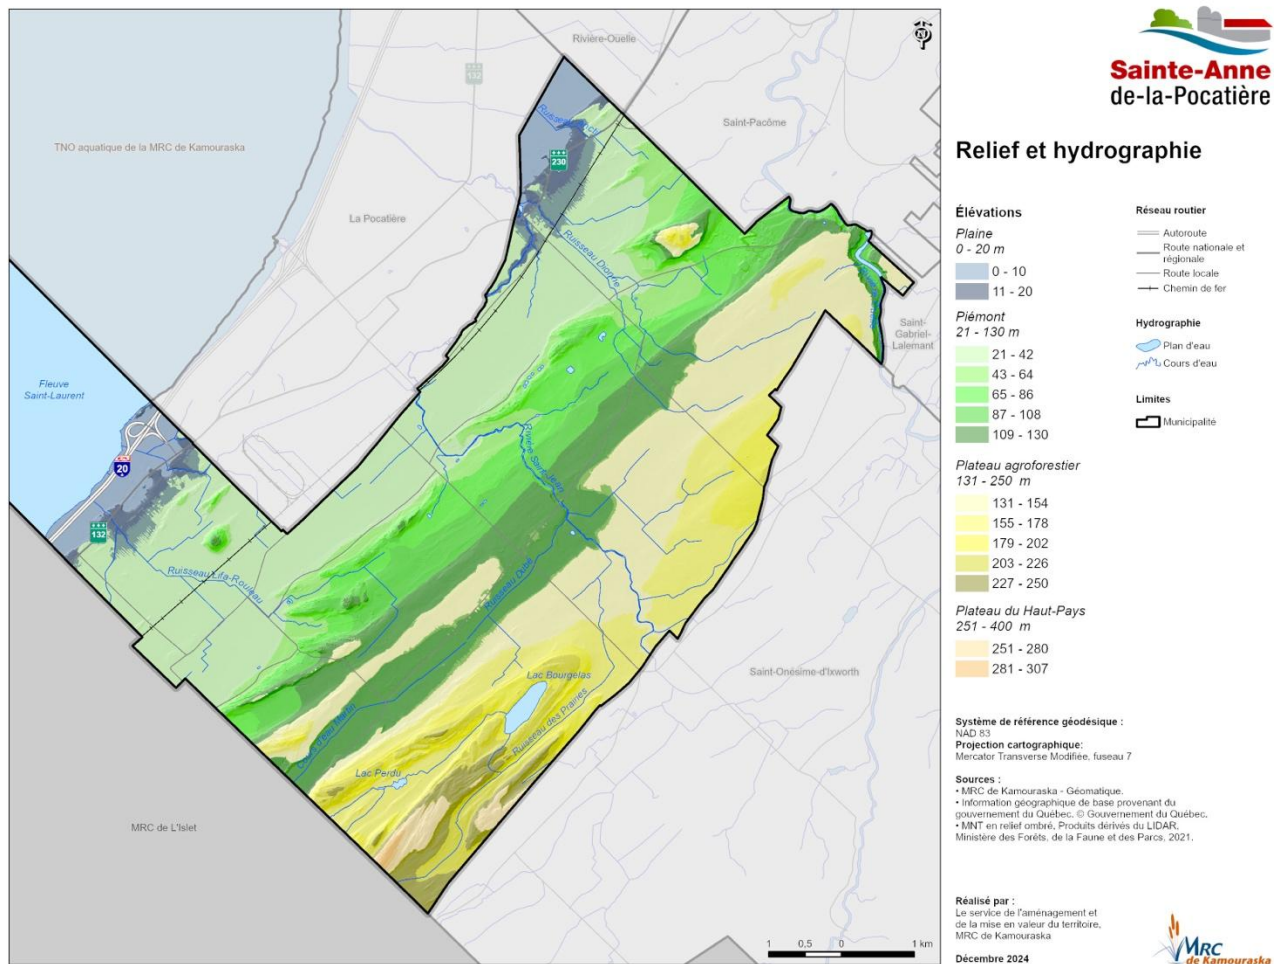 Sainte-Anne
de-la-Pocatière
Relief et hydrographie
Élévations
Plaine
0 - 20 m
0 - 10
11 - 20
Piémont
21 - 130 m
21 - 42
43 - 64
65 - 86
87 - 108
109 - 130
Plateau agroforestier
131 - 250 m
131 - 154
155 - 178
179 - 202
203 - 226
227 - 250
Plateau du Haut-Pays
251 - 400 m
251 - 280
281 - 307
Réseau routier
Autoroute
Route nationale et
régionale
Route locale
Chemin de fer
Hydrographie
Plan d'eau
Cours d'eau
Limites
Municipalité
Système de référence géodésique :
NAD 83
Projection cartographique:
Mercator Transverse Modifiée, fuseau 7
Sources :
• MRC de Kamouraska - Géomatique.
• Information géographique de base provenant du
gouvernement du Québec. © Gouvernement du Québec.
• MNT en relief ombré, Produits dérivés du LIDAR,
Ministère des Forêts, de la Faune et des Parcs, 2021.
Réalisé par :
Le service de l'aménagement et
de la mise en valeur du territoire,
MRC de Kamouraska
Décembre 2024
MRC
de Kamouraska
N
Rivière-Ouelle
132
Saint-Pacôme
TNO aquatique de la MRC de Kamouraska
230
La Pocatière
Ruisseau Dionne
Saint-
Gabriel-
Lalemant
Fleuve
Saint-Laurent
20
132
Rivière Saint-Jean
Ruisseau Lita-Rouleau
Ruisseau Dubé
Saint-Onésime-d'Ixworth
Lac Bourgelas
Ruisseau des Prairies
Cours d'eau Martin
Lac Perdu
MRC de L'Islet
1 0,5 0 1 km